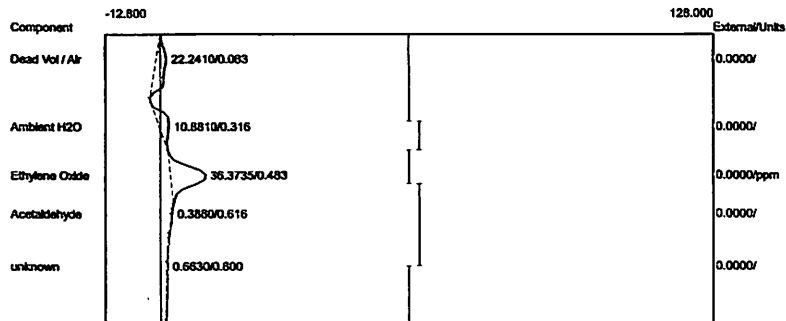 -12.800 128.000
Component External/Units
Dead Vol / Air 22.2410/0.083 0.0000/
Ambient H2O 10.8810/0.316 0.0000/
Ethylene Oxide 36.3735/0.483 0.0000/ppm
Acetaldehyde 0.3880/0.616 0.0000/
unknown 0.6630/0.800 0.0000/